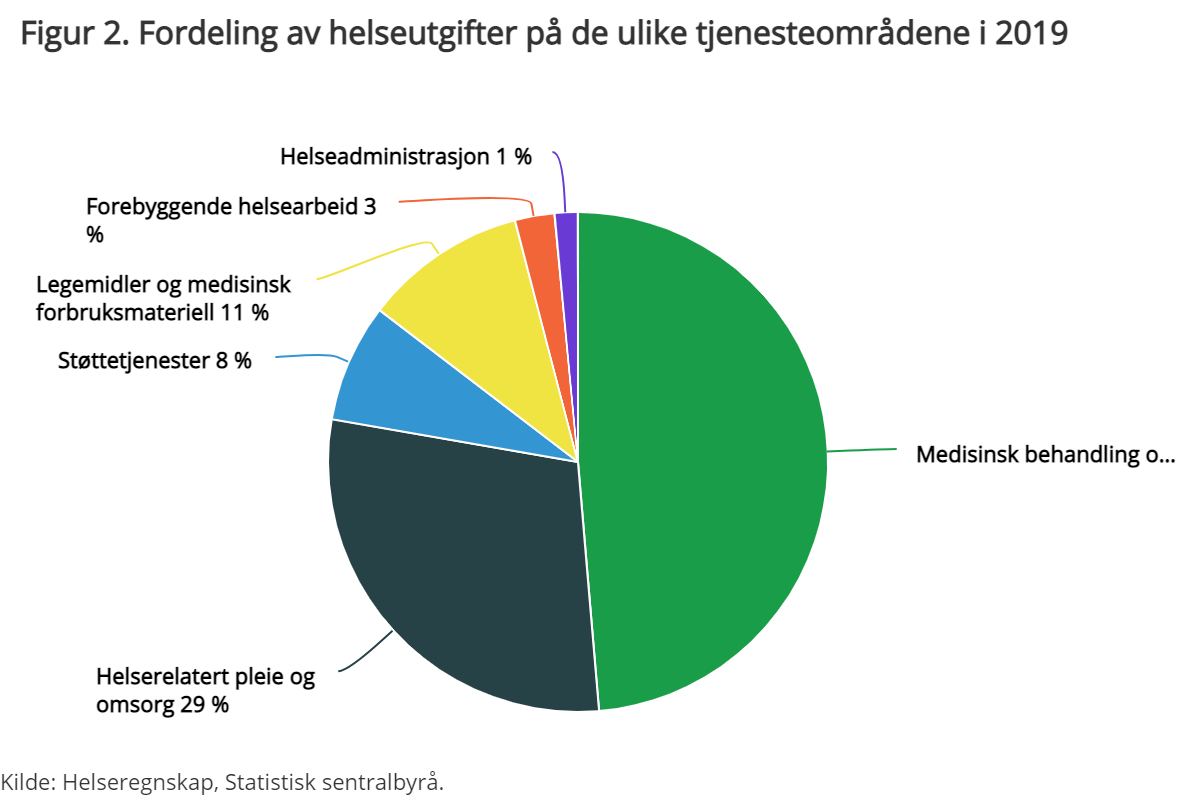 Figur 2. Fordeling av helseutgifter på de ulike tjenesteområdene i 2019
Helseadministrasjon 1 %
Forebyggende helsearbeid 3
%
Legemidler og medisinsk
forbruksmateriell 11 %
Støttetjenester 8 %
Medisinsk behandling o...
Helserelatert pleie og
omsorg 29 %
Kilde: Helseregnskap, Statistisk sentralbyrå.